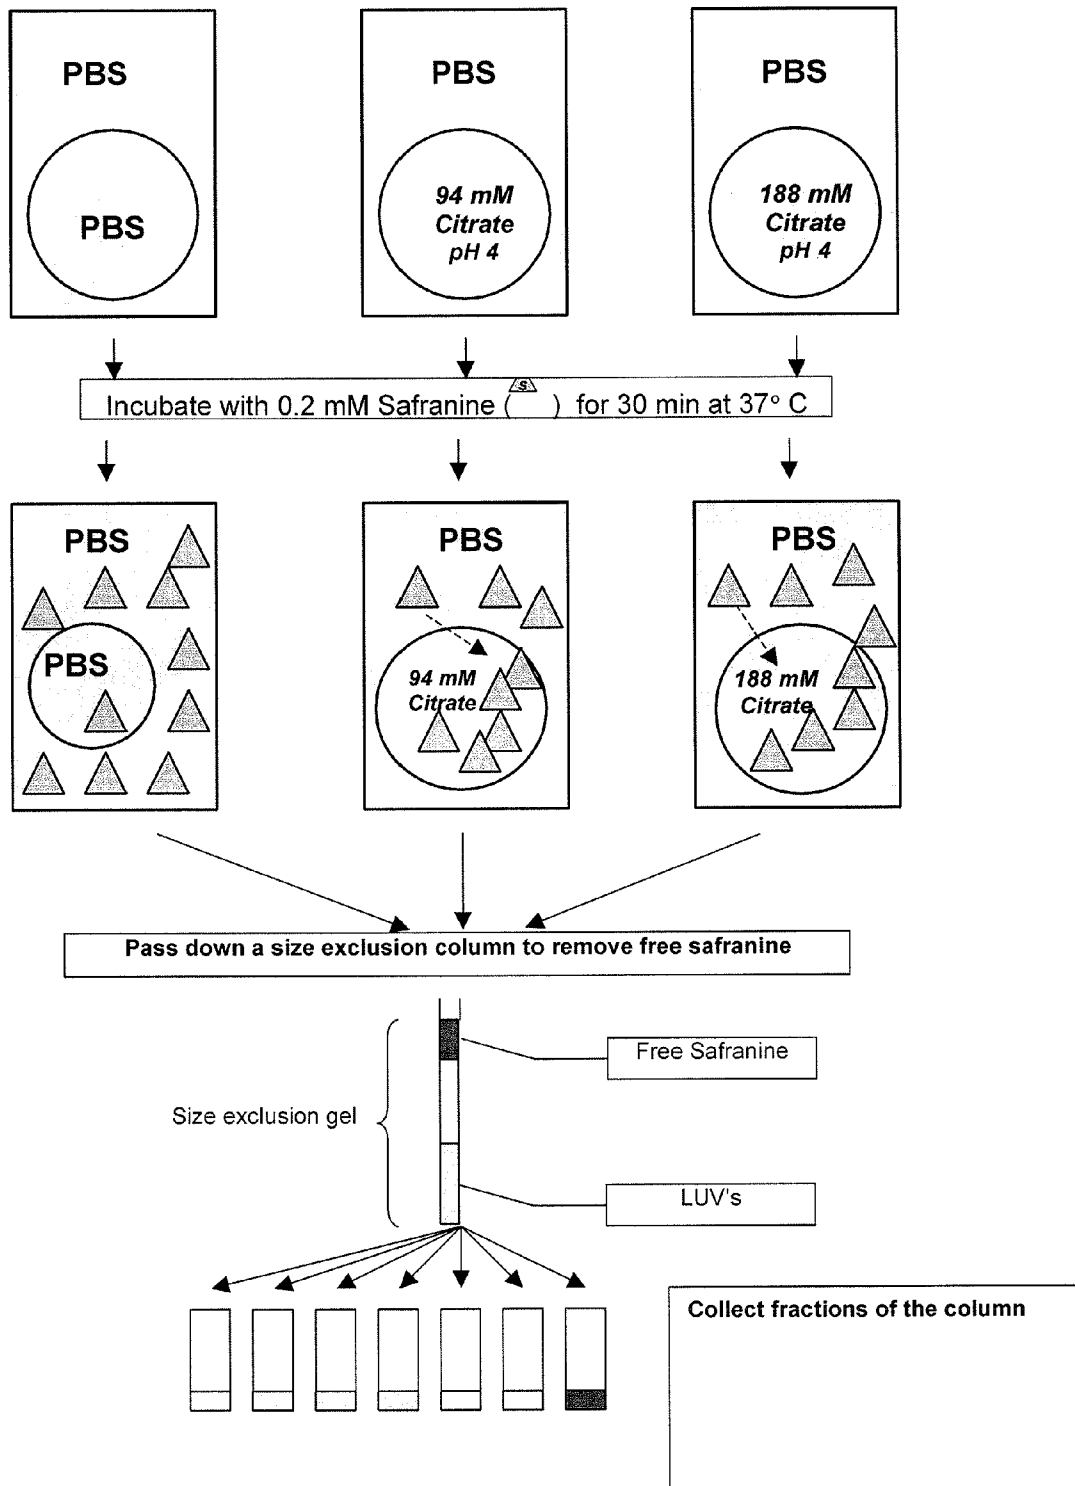 PBS
PBS
PBS
PBS
94 mM
Citrate
pH 4
188 mM
Citrate
pH 4
S
Incubate with 0.2 mM Safranine ( ) for 30 min at 37° C
PBS
PBS
PBS
PBS
94 mM
Citrate
188 mM
Citrate
Pass down a size exclusion column to remove free safranine
Free Safranine
Size exclusion gel
LUV's
Collect fractions of the column